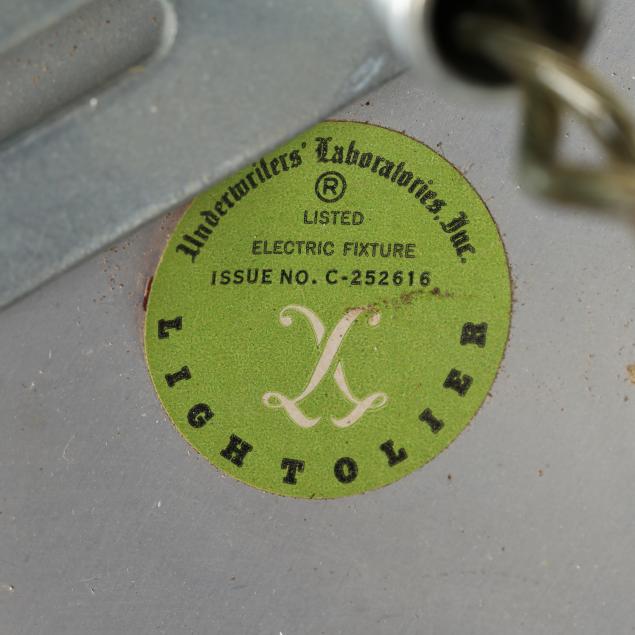 Underwriters' Laboratories, Inc.
®
LISTED
ELECTRIC FIXTURE
ISSUE NO. C-252616
LIGHTOLIER